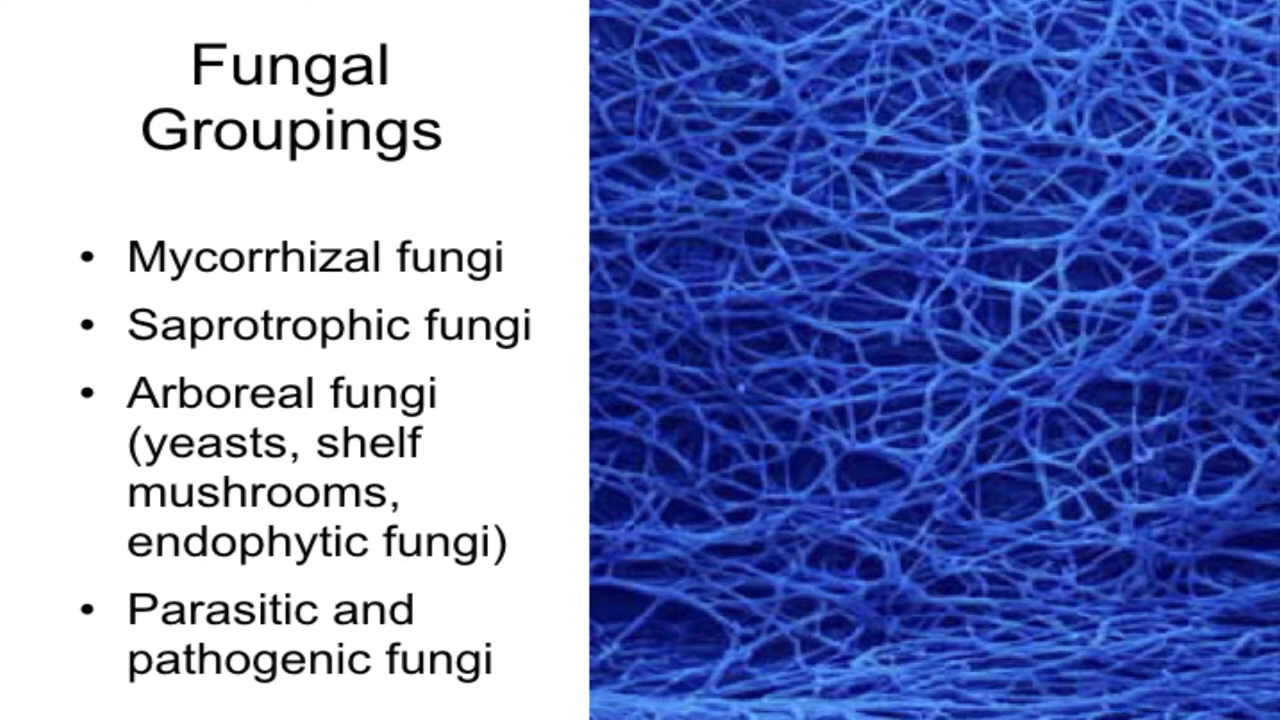 Fungal
Groupings
• Mycorrhizal fungi
• Saprotrophic fungi
• Arboreal fungi
(yeasts, shelf
mushrooms,
endophytic fungi)
• Parasitic and
pathogenic fungi